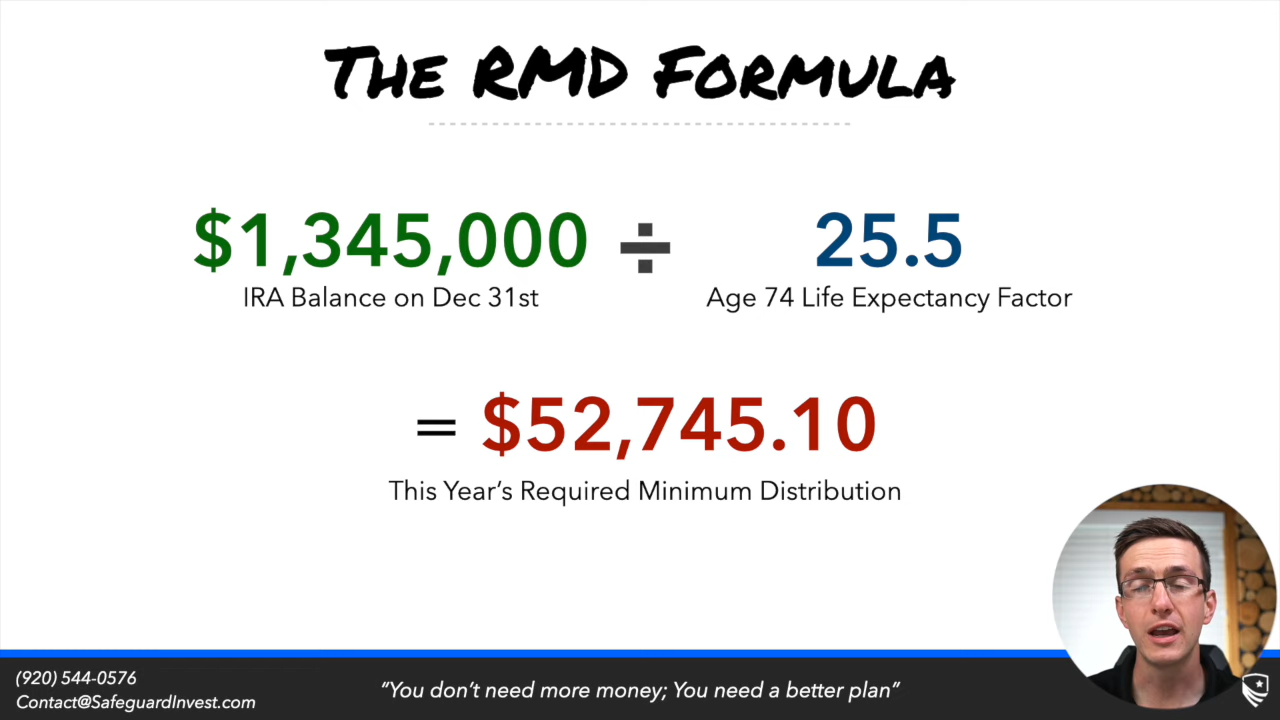 THE RMD FORMULA
$1,345,000 ÷ 25.5
IRA Balance on Dec 31st Age 74 Life Expectancy Factor
= $52,745.10
This Year’s Required Minimum Distribution
(920) 544-0576
Contact@SafeguardInvest.com
“You don’t need more money; You need a better plan”